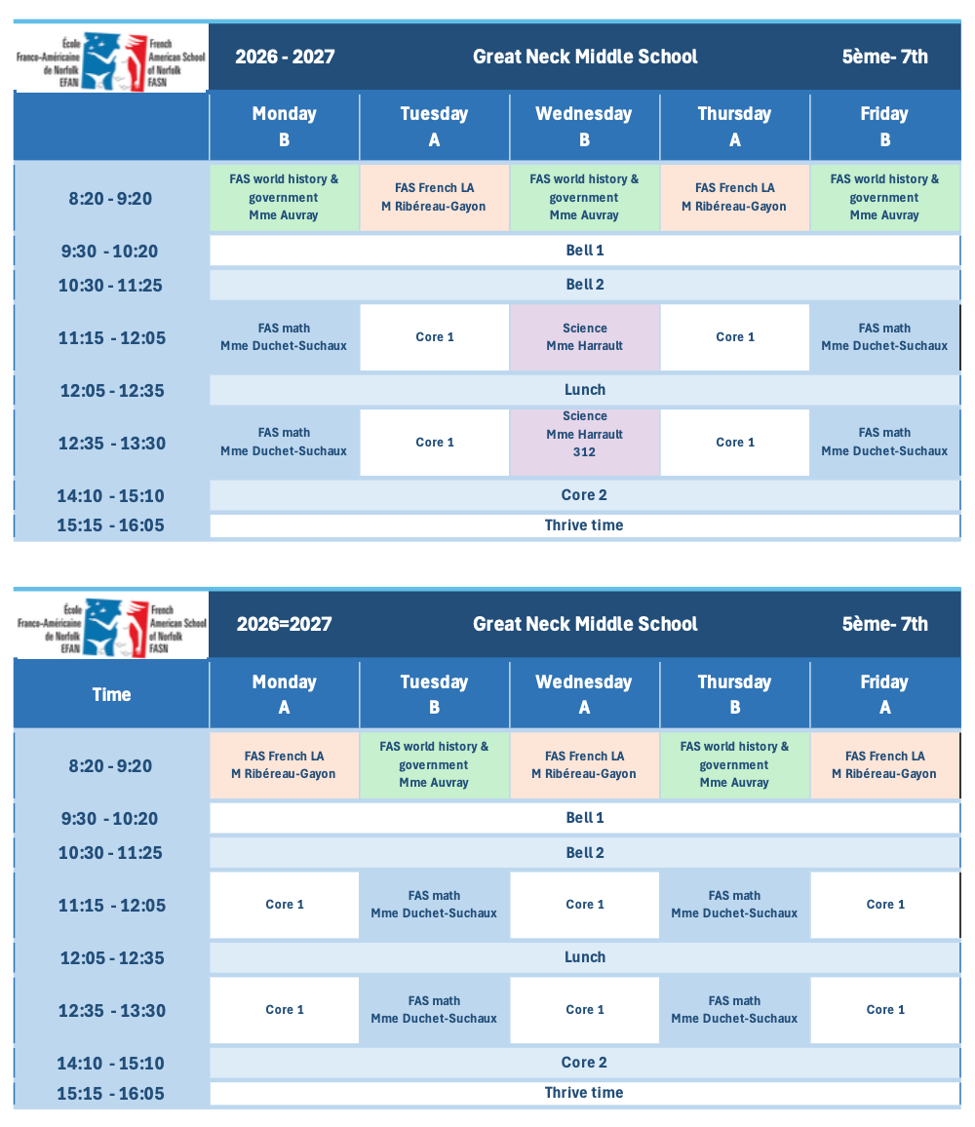 École
Franco-Américaine
de Norfolk
EFAN
French
American School
of Norfolk
FASN
2026 - 2027 Great Neck Middle School 5ème- 7th
Monday Tuesday Wednesday Thursday Friday
B A B A B
8:20 - 9:20
FAS world history &
government
Mme Auvray
FAS French LA
M Ribéreau-Gayon
FAS world history &
government
Mme Auvray
FAS French LA
M Ribéreau-Gayon
FAS world history &
government
Mme Auvray
9:30 - 10:20 Bell 1
10:30 - 11:25 Bell 2
11:15 - 12:05
FAS math
Mme Duchet-Suchaux
Core 1
Science
Mme Harrault
Core 1
FAS math
Mme Duchet-Suchaux
12:05 - 12:35 Lunch
12:35 - 13:30
FAS math
Mme Duchet-Suchaux
Core 1
Science
Mme Harrault
312
Core 1
FAS math
Mme Duchet-Suchaux
14:10 - 15:10 Core 2
15:15 - 16:05 Thrive time
École
Franco-Américaine
de Norfolk
EFAN
French
American School
of Norfolk
FASN
2026=2027 Great Neck Middle School 5ème- 7th
Time
Monday Tuesday Wednesday Thursday Friday
A B A B A
8:20 - 9:20
FAS French LA
M Ribéreau-Gayon
FAS world history &
government
Mme Auvray
FAS French LA
M Ribéreau-Gayon
FAS world history &
government
Mme Auvray
FAS French LA
M Ribéreau-Gayon
9:30 - 10:20 Bell 1
10:30 - 11:25 Bell 2
11:15 - 12:05
Core 1
FAS math
Mme Duchet-Suchaux
Core 1
FAS math
Mme Duchet-Suchaux
Core 1
12:05 - 12:35 Lunch
12:35 - 13:30
Core 1
FAS math
Mme Duchet-Suchaux
Core 1
FAS math
Mme Duchet-Suchaux
Core 1
14:10 - 15:10 Core 2
15:15 - 16:05 Thrive time